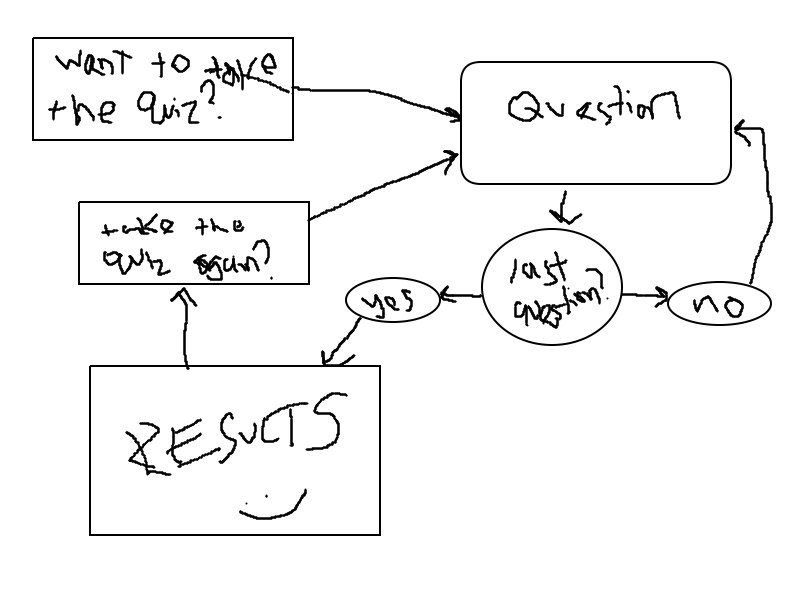 want to take
the quiz?
Question
take the
quiz again?
last
question?
yes
no
RESULTS